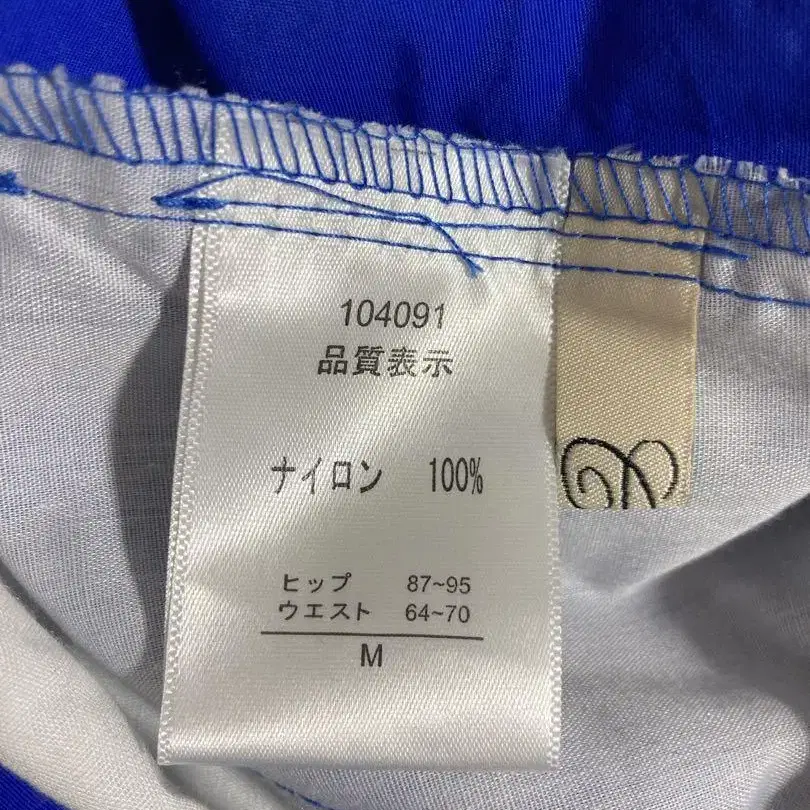 104091
品質表示
ナイロン 100%
ヒップ 87~95
ウエスト 64~70
M